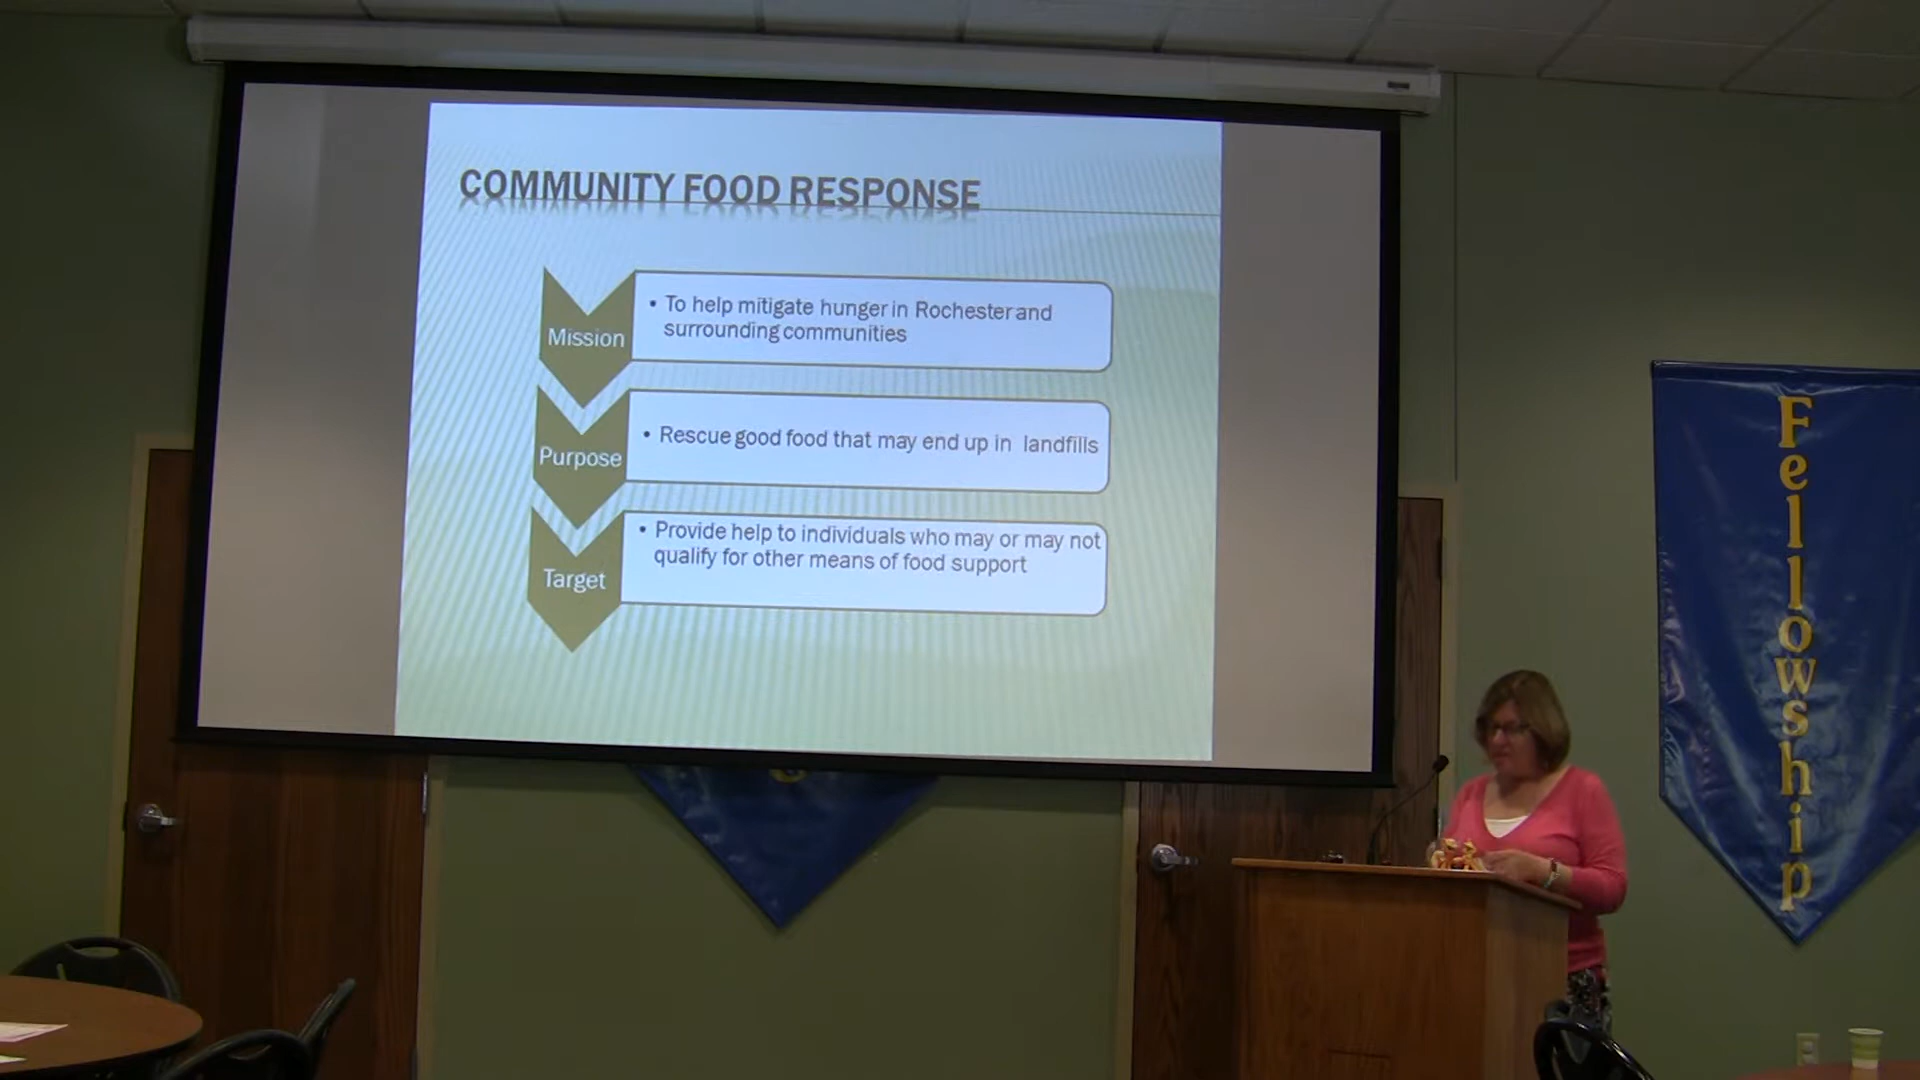 COMMUNITY FOOD RESPONSE
Mission
• To help mitigate hunger in Rochester and
surrounding communities
Purpose
• Rescue good food that may end up in landfills
Target
• Provide help to individuals who may or may not
qualify for other means of food support
Fellowship